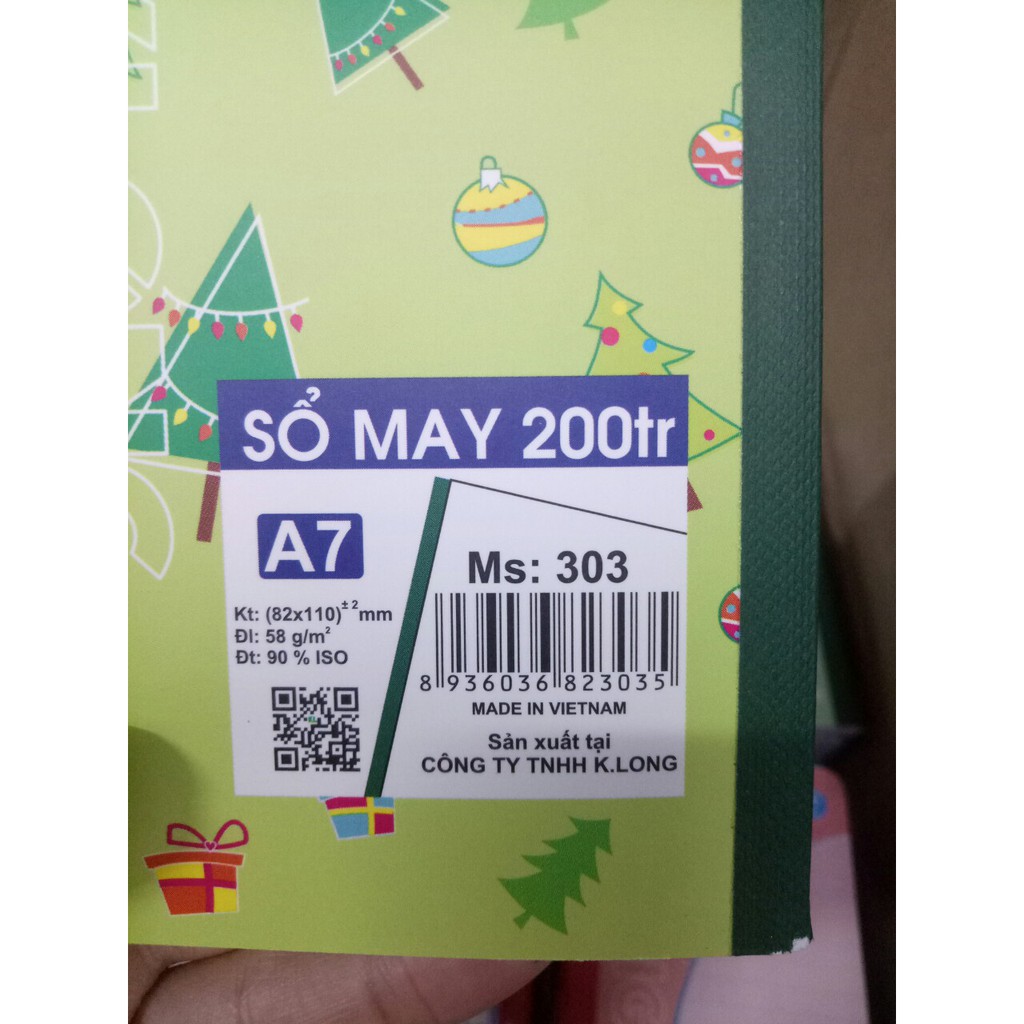 SỔ MAY 200tr
A7
Kt: (82x110)±2mm
Đl: 58 g/m2
Đt: 90 % ISO
Ms: 303
8 936036 823035
MADE IN VIETNAM
Sản xuất tại
CÔNG TY TNHH K.LONG